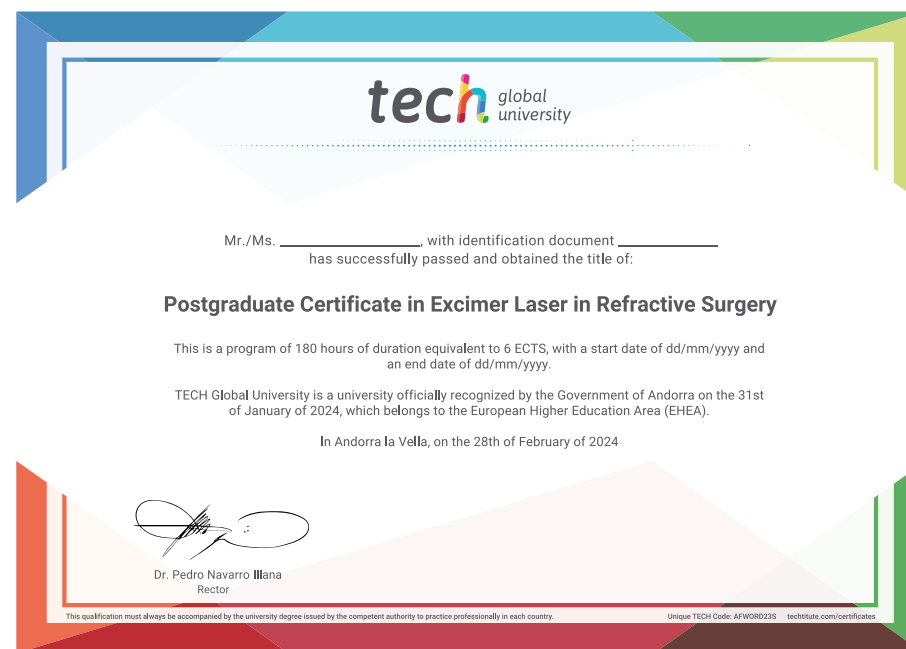 tech global university
Mr./Ms. ____________________, with identification document ______________
has successfully passed and obtained the title of:
Postgraduate Certificate in Excimer Laser in Refractive Surgery
This is a program of 180 hours of duration equivalent to 6 ECTS, with a start date of dd/mm/yyyy and
an end date of dd/mm/yyyy.
TECH Global University is a university officially recognized by the Government of Andorra on the 31st
of January of 2024, which belongs to the European Higher Education Area (EHEA).
In Andorra la Vella, on the 28th of February of 2024
Dr. Pedro Navarro Illana
Rector
This qualification must always be accompanied by the university degree issued by the competent authority to practice professionally in each country.
Unique TECH Code: AFWORD23S techtitute.com/certificates